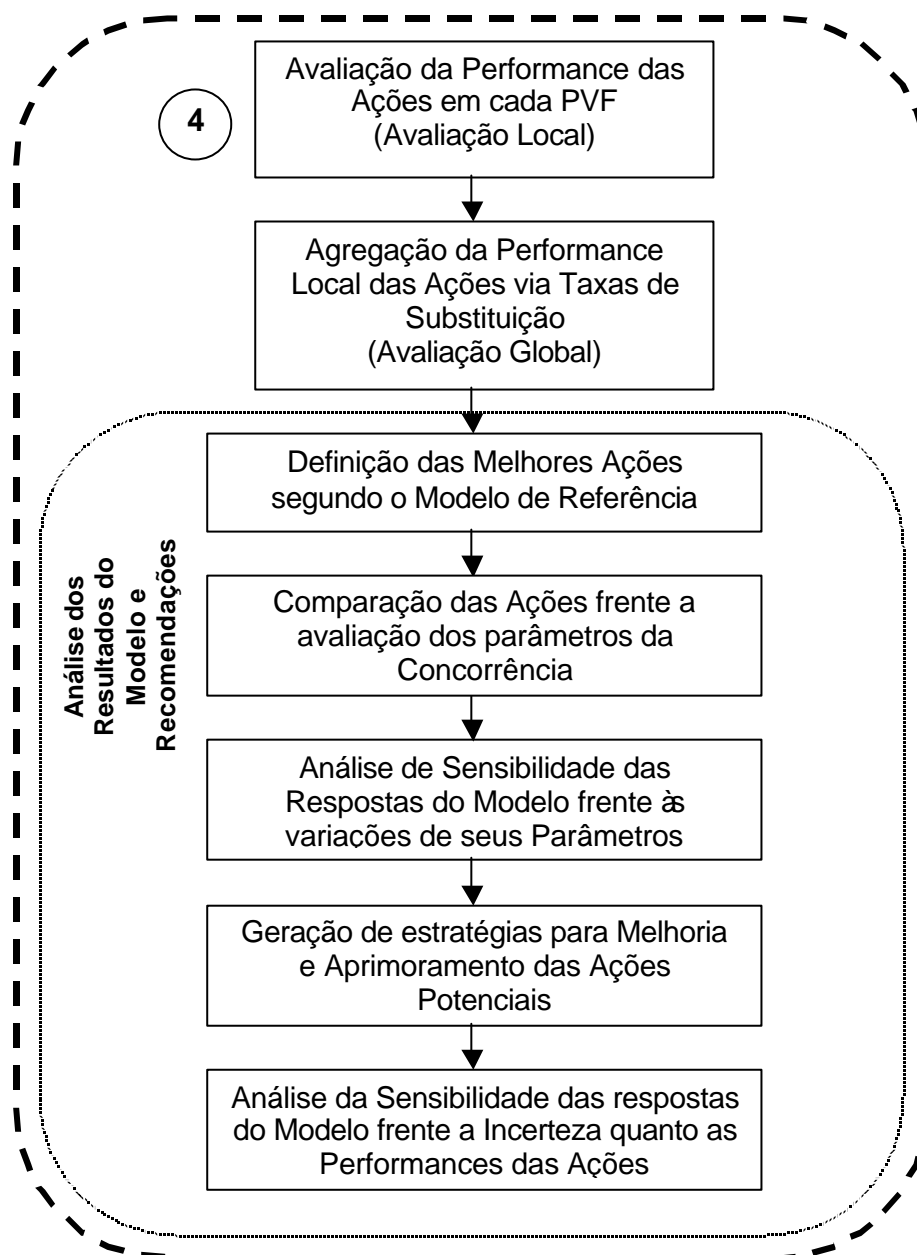 Avaliação da Performance das
Ações em cada PVF
(Avaliação Local)
4
Agregação da Performance
Local das Ações via Taxas de
Substituição
(Avaliação Global)
Análise dos
Resultados do
Modelo e
Recomendações
Definição das Melhores Ações
segundo o Modelo de Referência
Comparação das Ações frente a
avaliação dos parâmetros da
Concorrência
Análise de Sensibilidade das
Respostas do Modelo frente às
variações de seus Parâmetros
Geração de estratégias para Melhoria
e Aprimoramento das Ações
Potenciais
Análise da Sensibilidade das respostas
do Modelo frente a Incerteza quanto as
Performances das Ações